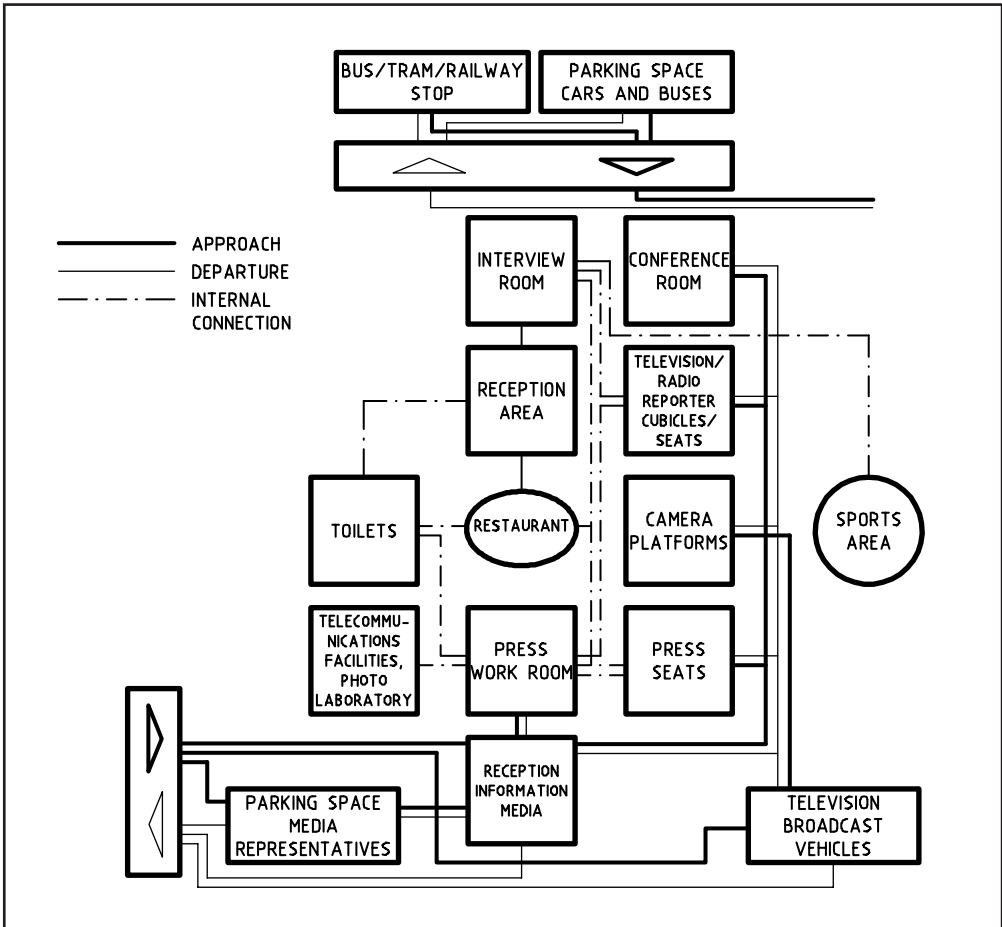 BUS/TRAM/RAILWAY
STOP
PARKING SPACE
CARS AND BUSES
APPROACH
DEPARTURE
INTERNAL
CONNECTION
INTERVIEW
ROOM
CONFERENCE
ROOM
RECEPTION
AREA
TELEVISION/
RADIO
REPORTER
CUBICLES/
SEATS
TOILETS
RESTAURANT
CAMERA
PLATFORMS
SPORTS
AREA
TELECOMMU-
NICATIONS
FACILITIES,
PHOTO
LABORATORY
PRESS
WORK ROOM
PRESS
SEATS
RECEPTION
INFORMATION
MEDIA
PARKING SPACE
MEDIA
REPRESENTATIVES
TELEVISION
BROADCAST
VEHICLES